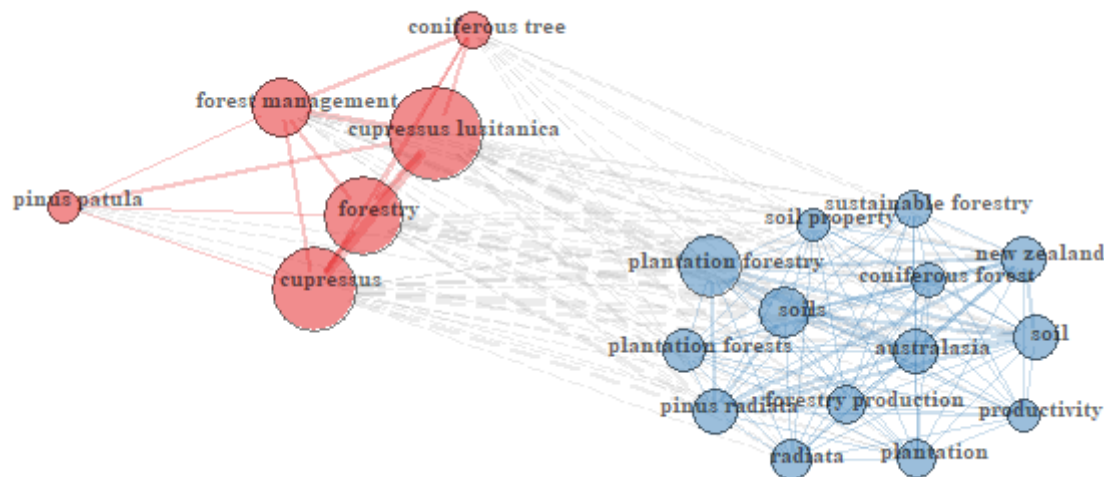 coniferous tree
forest management
cupressus lusitanica
pinus patula
forestry
cupressus
sustainable forestry
soil property
new zealand
plantation forestry
coniferous forest
soils
soil
plantation forests
australasia
pinus radiata
forestry production
productivity
radiata
plantation